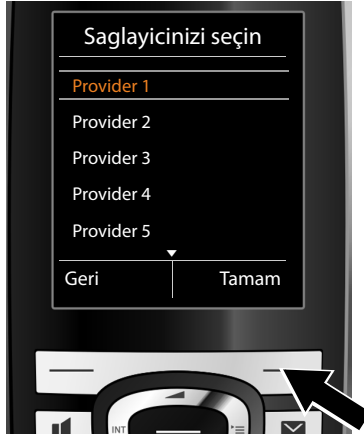 Saglayicinizi seçin
Provider 1
Provider 2
Provider 3
Provider 4
Provider 5
Geri Tamam
INT